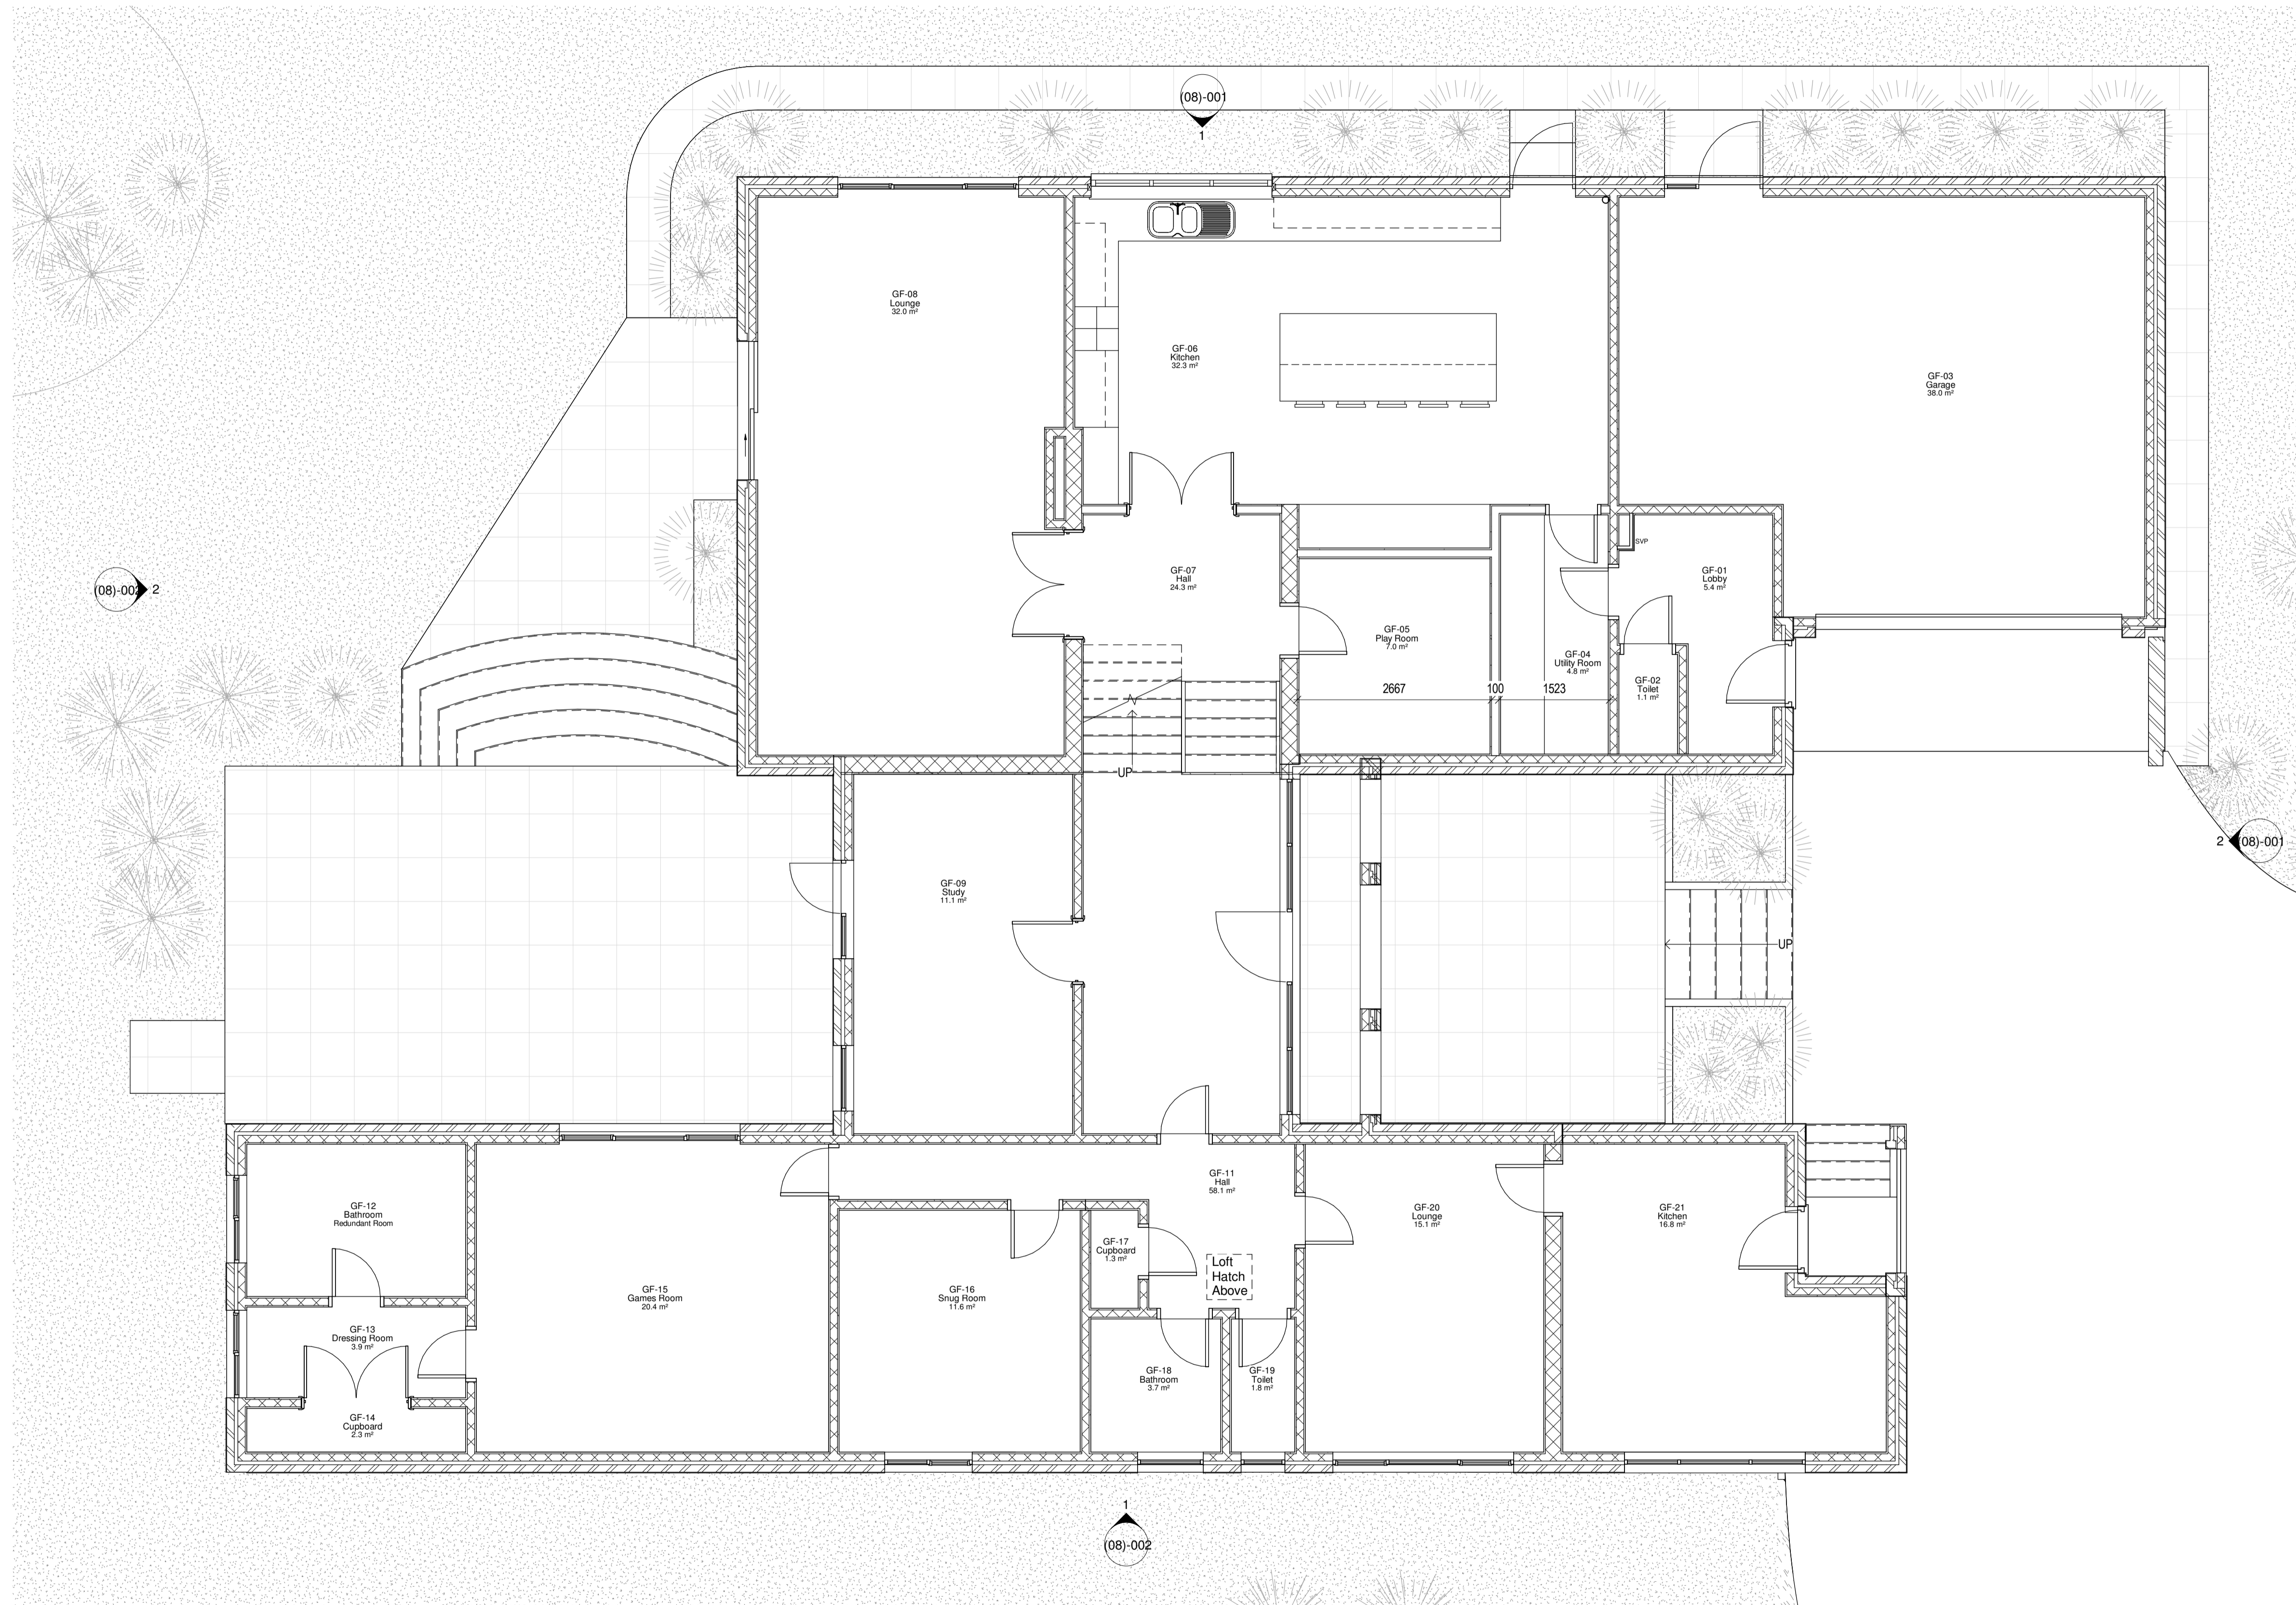 (08)-001
1
GF-08
Lounge
32.0 m²
GF-06
Kitchen
32.3 m²
GF-03
Garage
38.0 m²
SVP
(08)-002
2
GF-07
Hall
24.3 m²
GF-01
Lobby
5.4 m²
GF-05
Play Room
7.0 m²
GF-04
Utility Room
4.8 m²
GF-02
Toilet
1.1 m²
2667
100
1523
UP
2
(08)-001
GF-09
Study
11.1 m²
UP
GF-11
Hall
58.1 m²
GF-12
Bathroom
Redundant Room
GF-20
Lounge
15.1 m²
GF-21
Kitchen
16.8 m²
GF-17
Cupboard
1.3 m²
Loft
Hatch
Above
GF-15
Games Room
20.4 m²
GF-16
Snug Room
11.6 m²
GF-13
Dressing Room
3.9 m²
GF-18
Bathroom
3.7 m²
GF-19
Toilet
1.8 m²
GF-14
Cupboard
2.3 m²
1
(08)-002